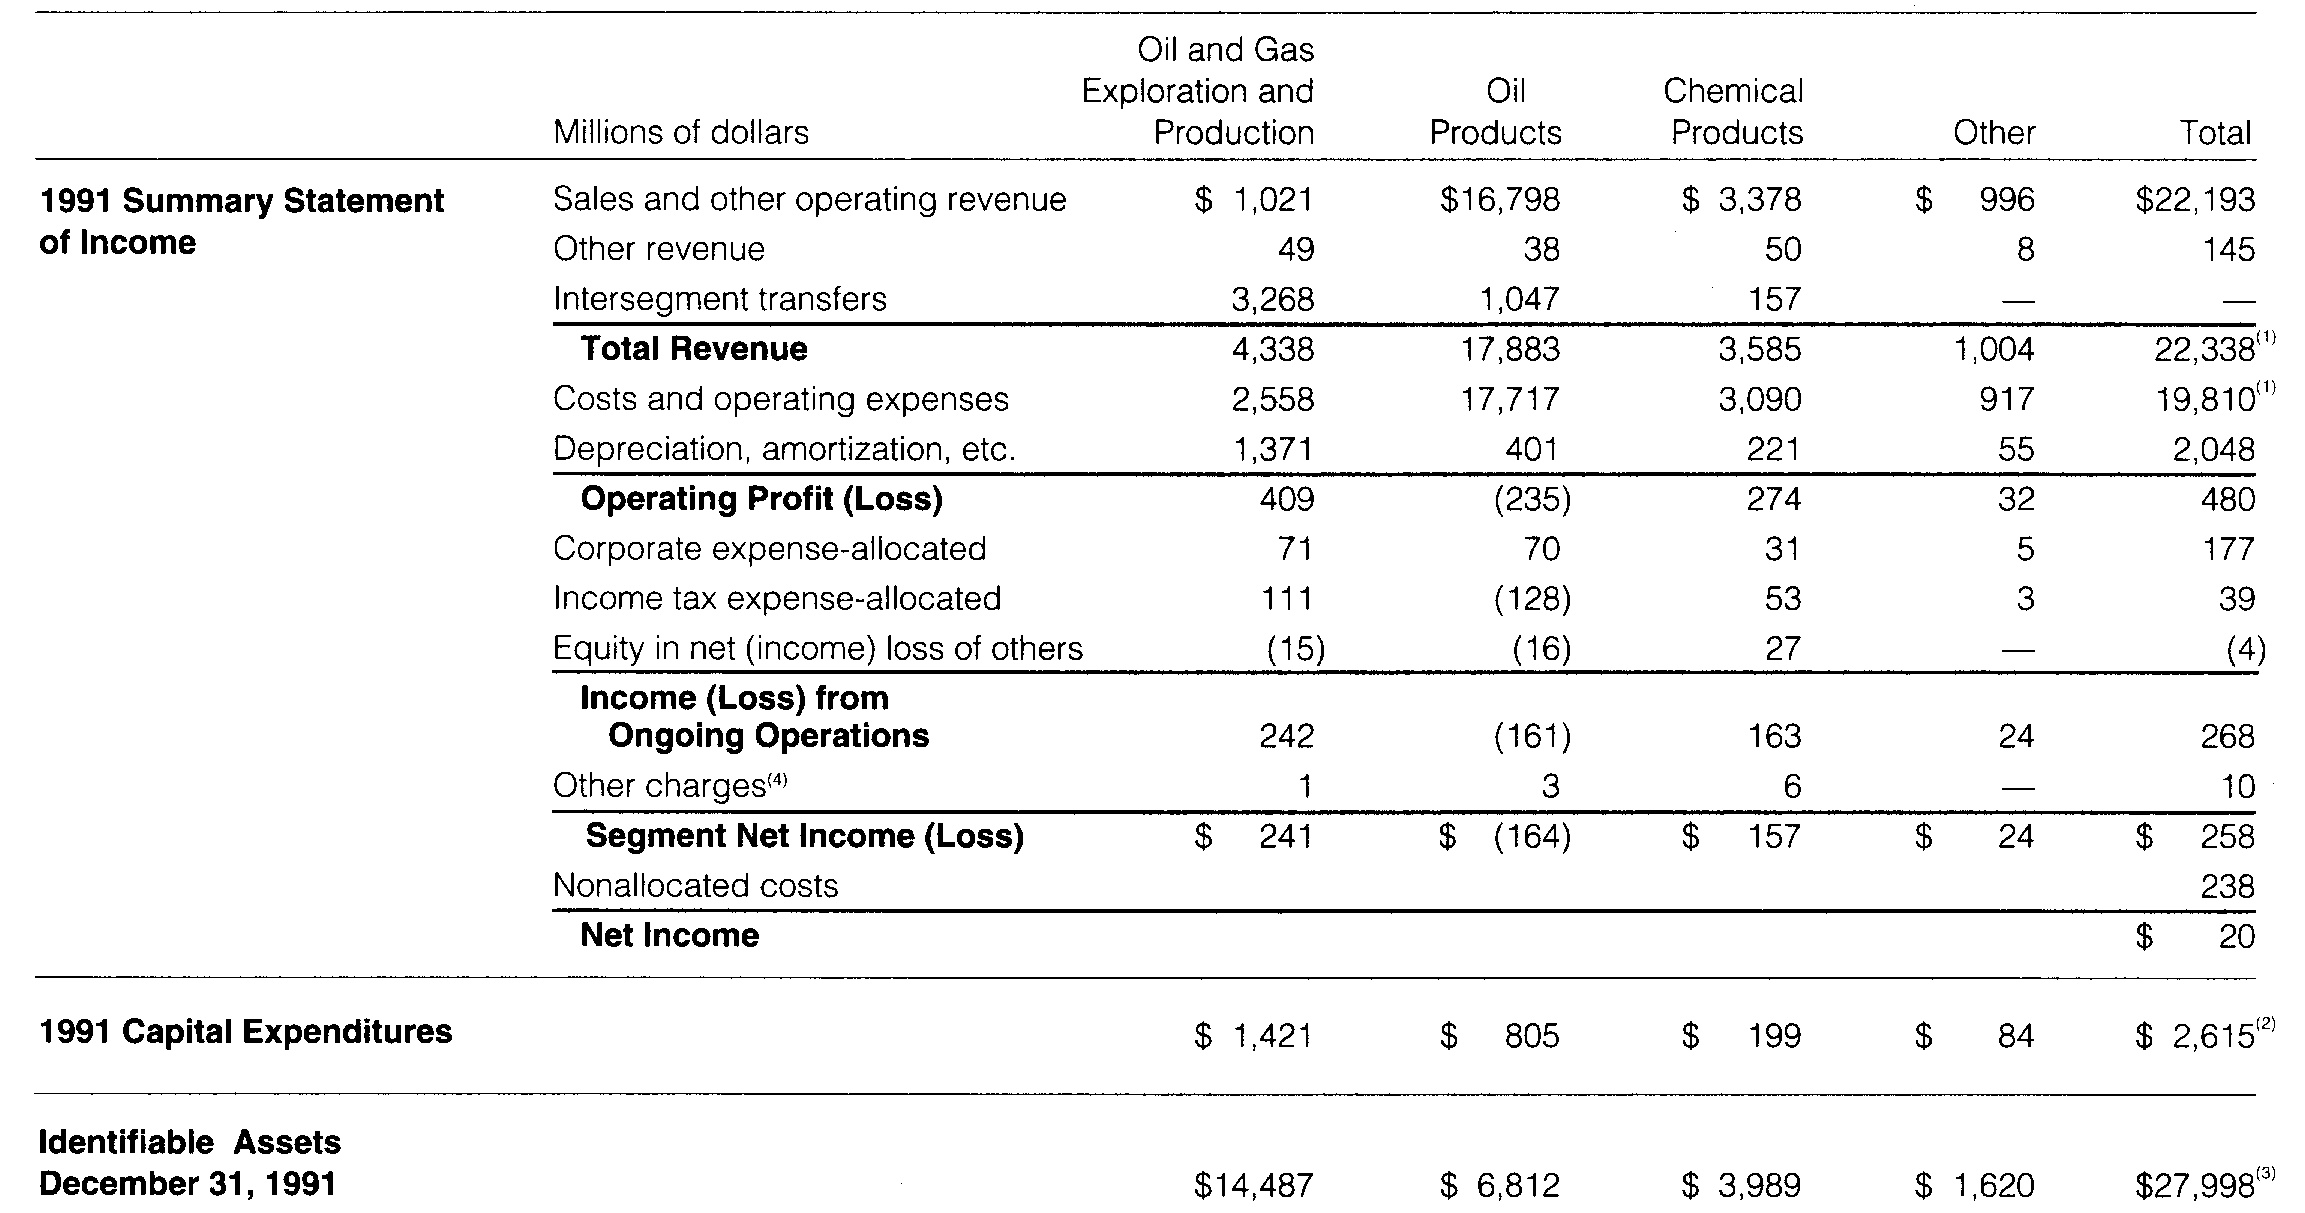 Oil and Gas
Exploration and Oil Chemical
Millions of dollars Production Products Products Other Total
1991 Summary Statement Sales and other operating revenue $ 1,021 $16,798 $ 3,378 $ 996 $22,193
of Income Other revenue 49 38 50 8 145
Intersegment transfers 3,268 1,047 157 — —
Total Revenue 4,338 17,883 3,585 1,004 22,338(1)
Costs and operating expenses 2,558 17,717 3,090 917 19,810(1)
Depreciation, amortization, etc. 1,371 401 221 55 2,048
Operating Profit (Loss) 409 (235) 274 32 480
Corporate expense-allocated 71 70 31 5 177
Income tax expense-allocated 111 (128) 53 3 39
Equity in net (income) loss of others (15) (16) 27 — (4)
Income (Loss) from
Ongoing Operations 242 (161) 163 24 268
Other charges(4) 1 3 6 — 10
Segment Net Income (Loss) $ 241 $ (164) $ 157 $ 24 $ 258
Nonallocated costs 238
Net Income $ 20
1991 Capital Expenditures $ 1,421 $ 805 $ 199 $ 84 $ 2,615(2)
Identifiable Assets
December 31, 1991 $14,487 $ 6,812 $ 3,989 $ 1,620 $27,998(3)